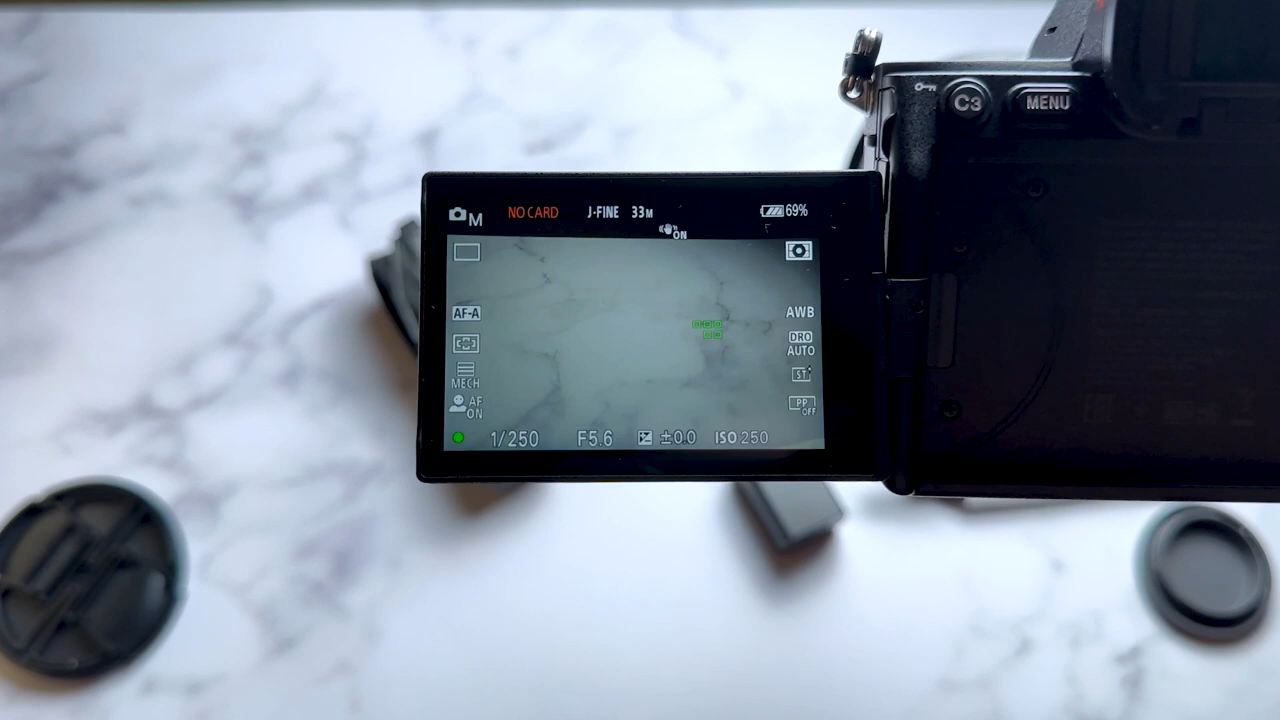 C3 MENU
M NO CARD J-FINE 33M 69%
ON
AF-A AWB
DRO
AUTO
MECH ST
AF
ON
PP
OFF
1/250 F5.6 ±0.0 ISO 250